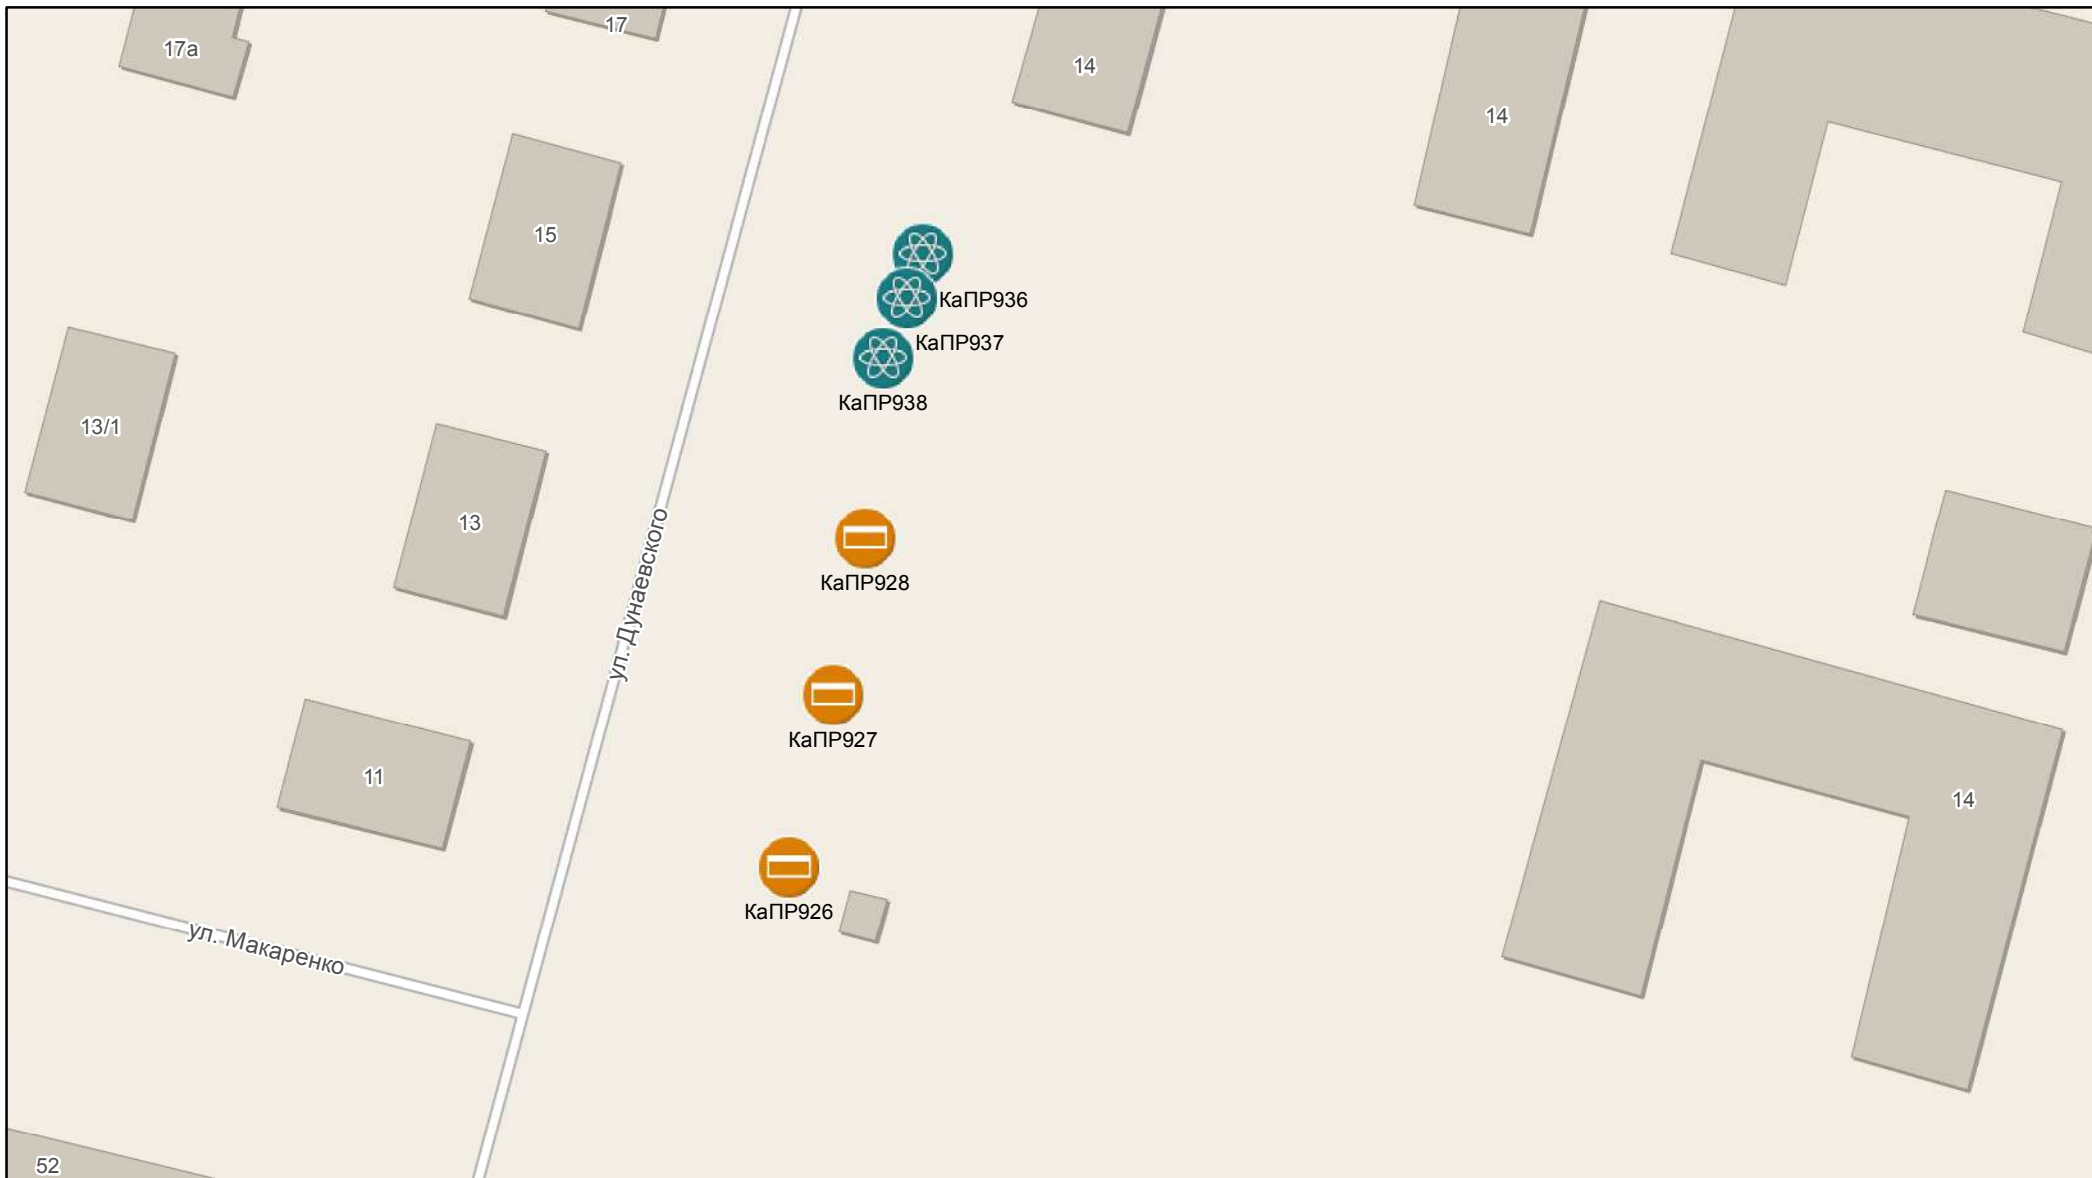 17
17а
14
14
15
КаПР936
КаПР937
КаПР938
13/1
13
КаПР928
ул. Дунаевского
КаПР927
11
14
КаПР926
ул. Макаренко
52